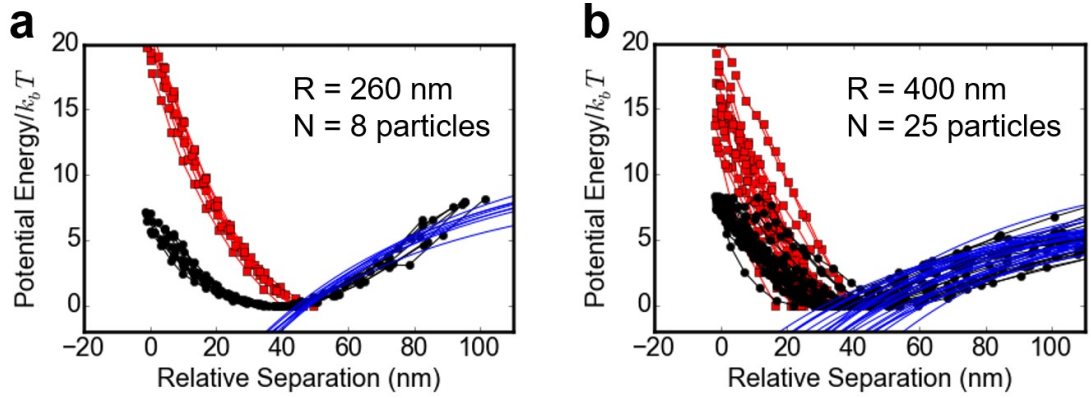 a
20
15
10
5
0
Potential Energy/k_bT
R = 260 nm
N = 8 particles
−20 0 20 40 60 80 100
Relative Separation (nm)
b
20
15
10
5
0
Potential Energy/k_bT
R = 400 nm
N = 25 particles
−20 0 20 40 60 80 100
Relative Separation (nm)